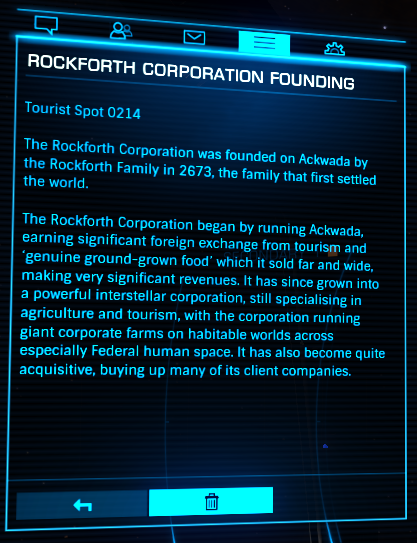 ROCKFORTH CORPORATION FOUNDING
Tourist Spot 0214
The Rockforth Corporation was founded on Ackwada by
the Rockforth Family in 2673, the family that first settled
the world.
The Rockforth Corporation began by running Ackwada,
earning significant foreign exchange from tourism and
‘genuine ground-grown food’ which it sold far and wide,
making very significant revenues. It has since grown into
a powerful interstellar corporation, still specialising in
agriculture and tourism, with the corporation running
giant corporate farms on habitable worlds across
especially Federal human space. It has also become quite
acquisitive, buying up many of its client companies.